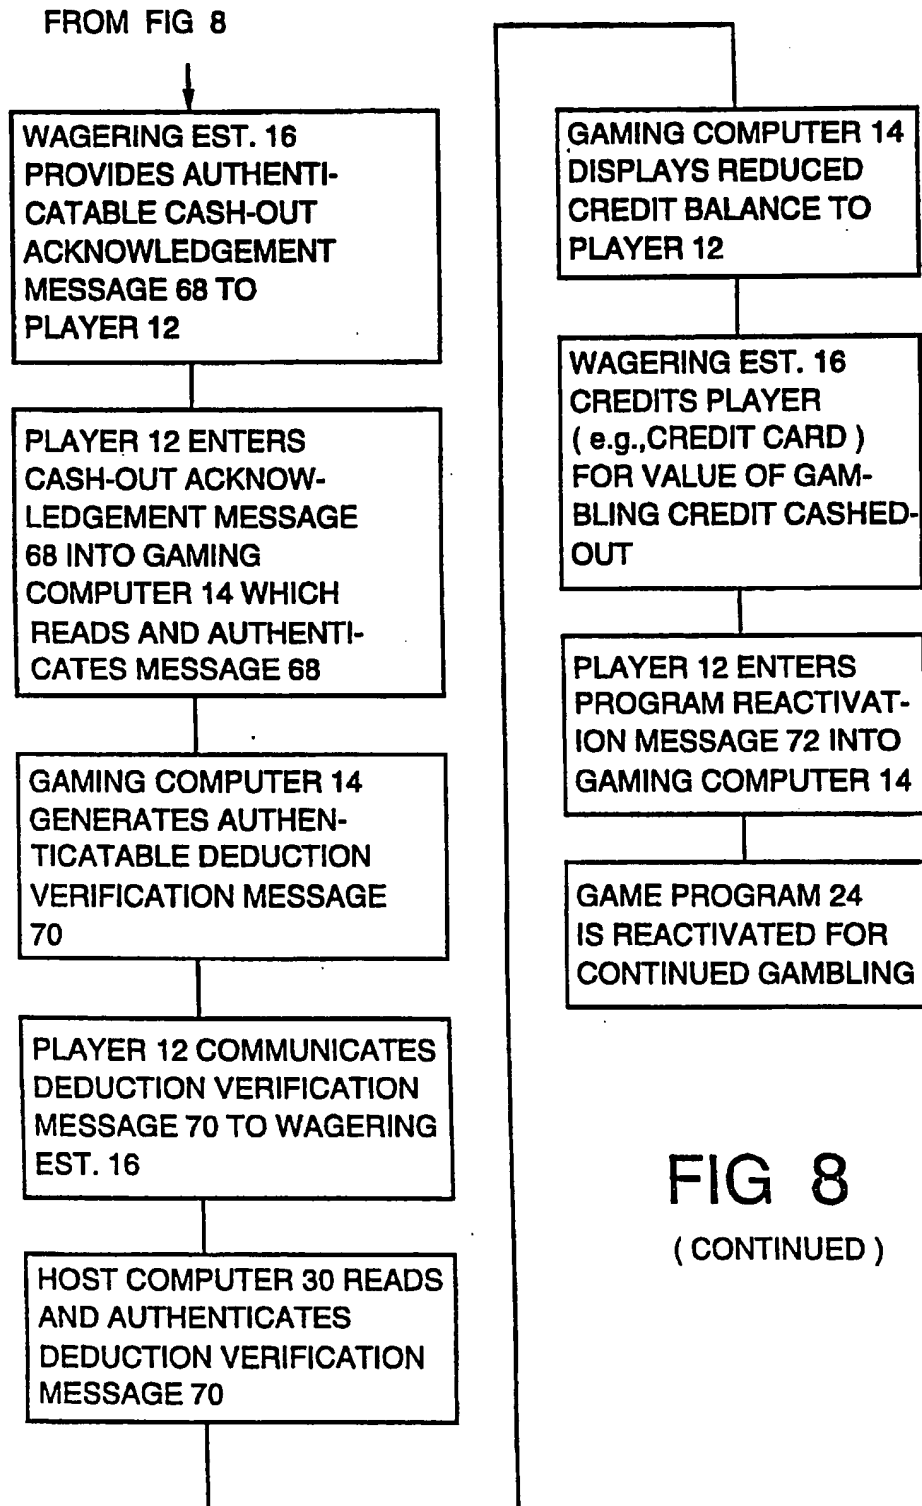 FROM FIG 8
WAGERING EST. 16
PROVIDES AUTHENTI-
CATABLE CASH-OUT
ACKNOWLEDGEMENT
MESSAGE 68 TO
PLAYER 12
PLAYER 12 ENTERS
CASH-OUT ACKNOW-
LEDGEMENT MESSAGE
68 INTO GAMING
COMPUTER 14 WHICH
READS AND AUTHENTI-
CATES MESSAGE 68
GAMING COMPUTER 14
GENERATES AUTHEN-
TICATABLE DEDUCTION
VERIFICATION MESSAGE
70
PLAYER 12 COMMUNICATES
DEDUCTION VERIFICATION
MESSAGE 70 TO WAGERING
EST. 16
HOST COMPUTER 30 READS
AND AUTHENTICATES
DEDUCTION VERIFICATION
MESSAGE 70
GAMING COMPUTER 14
DISPLAYS REDUCED
CREDIT BALANCE TO
PLAYER 12
WAGERING EST. 16
CREDITS PLAYER
( e.g.,CREDIT CARD )
FOR VALUE OF GAM-
BLING CREDIT CASHED-
OUT
PLAYER 12 ENTERS
PROGRAM REACTIVAT-
ION MESSAGE 72 INTO
GAMING COMPUTER 14
GAME PROGRAM 24
IS REACTIVATED FOR
CONTINUED GAMBLING
FIG 8
( CONTINUED )